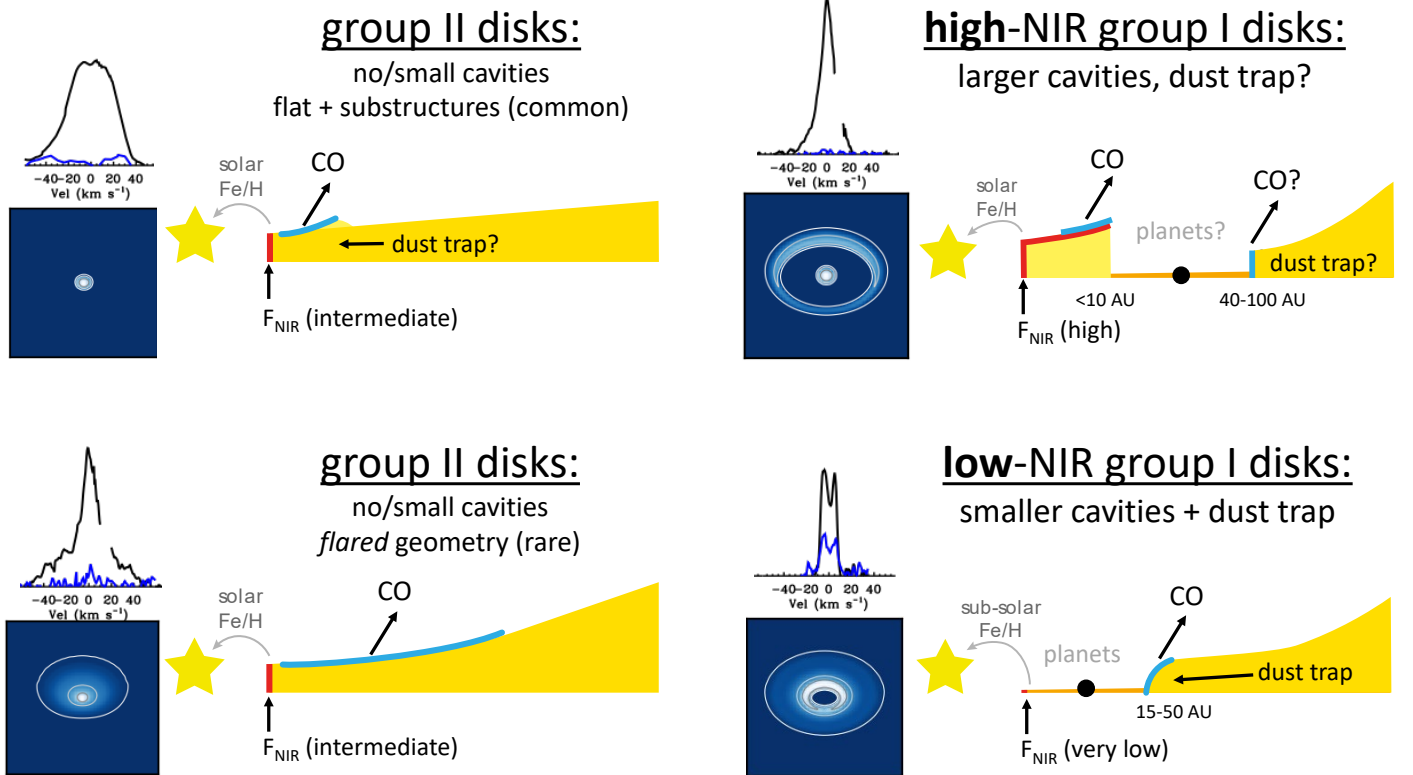 group II disks:
no/small cavities
flat + substructures (common)
-40-20 0 20 40
Vel (km s⁻¹)
solar
Fe/H
CO
dust trap?
F_NIR (intermediate)
high-NIR group I disks:
larger cavities, dust trap?
-40-20 0 20 40
Vel (km s⁻¹)
solar
Fe/H
CO
planets?
CO?
dust trap?
<10 AU
40-100 AU
F_NIR (high)
group II disks:
no/small cavities
flared geometry (rare)
-40-20 0 20 40
Vel (km s⁻¹)
solar
Fe/H
CO
F_NIR (intermediate)
low-NIR group I disks:
smaller cavities + dust trap
-40-20 0 20 40
Vel (km s⁻¹)
sub-solar
Fe/H
planets
CO
dust trap
15-50 AU
F_NIR (very low)